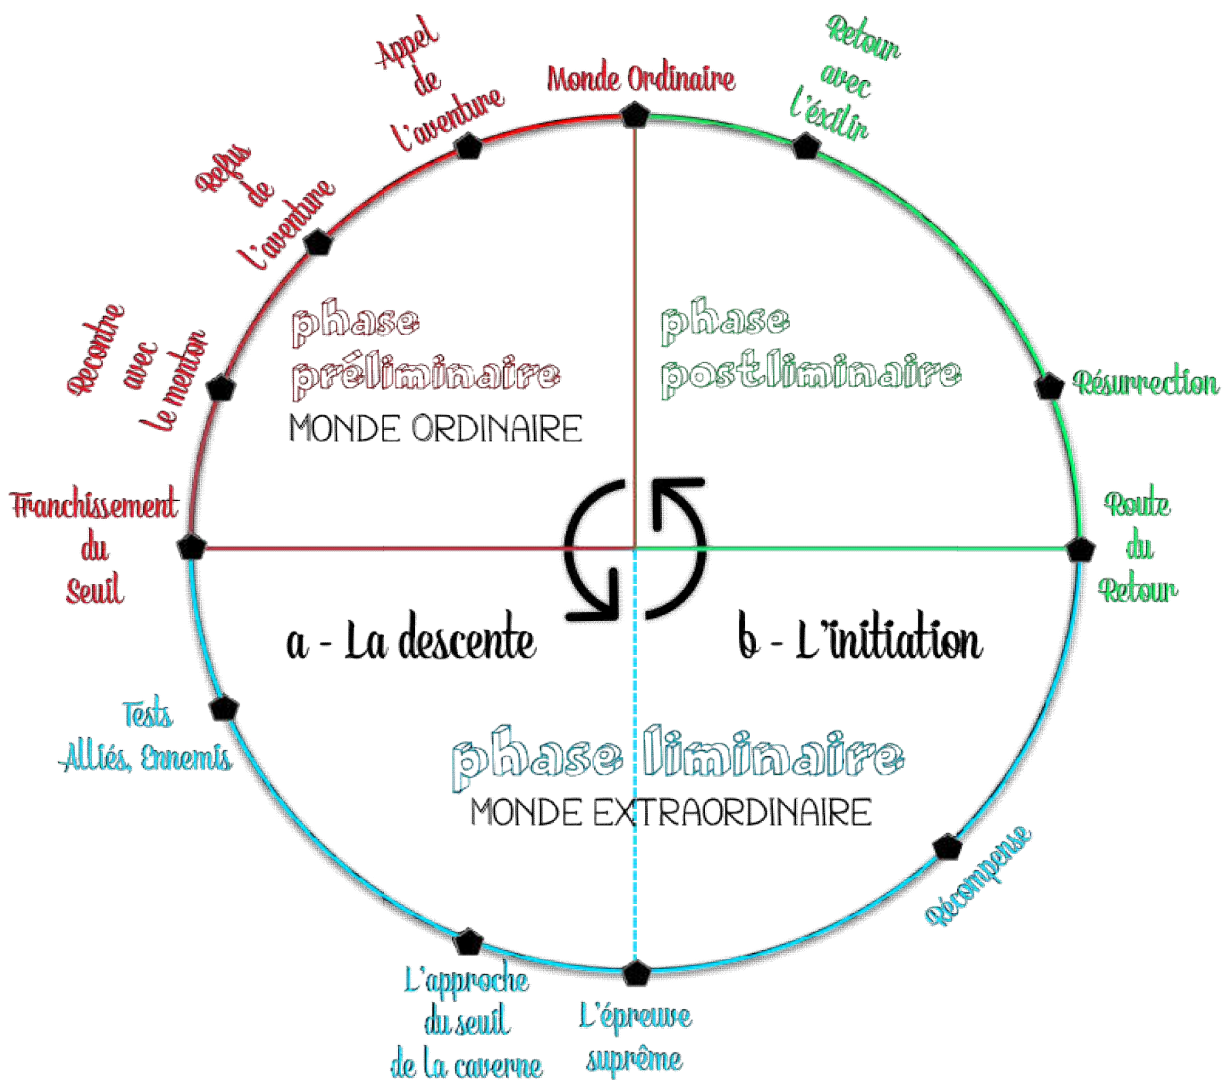 Monde Ordinaire
Appel
de
l'aventure
Refus
de
l'aventure
Recontre
avec
le mentor
Franchissement
du
Seuil
Tests
Alliés, Ennemis
L'approche
du seuil
de la caverne
L'épreuve
suprême
Récompense
Route
du
Retour
Résurrection
Retour
avec
l'éxilir
phase
préliminaire
MONDE ORDINAIRE
phase
postliminaire
a - La descente
b - L'initiation
phase liminaire
MONDE EXTRAORDINAIRE